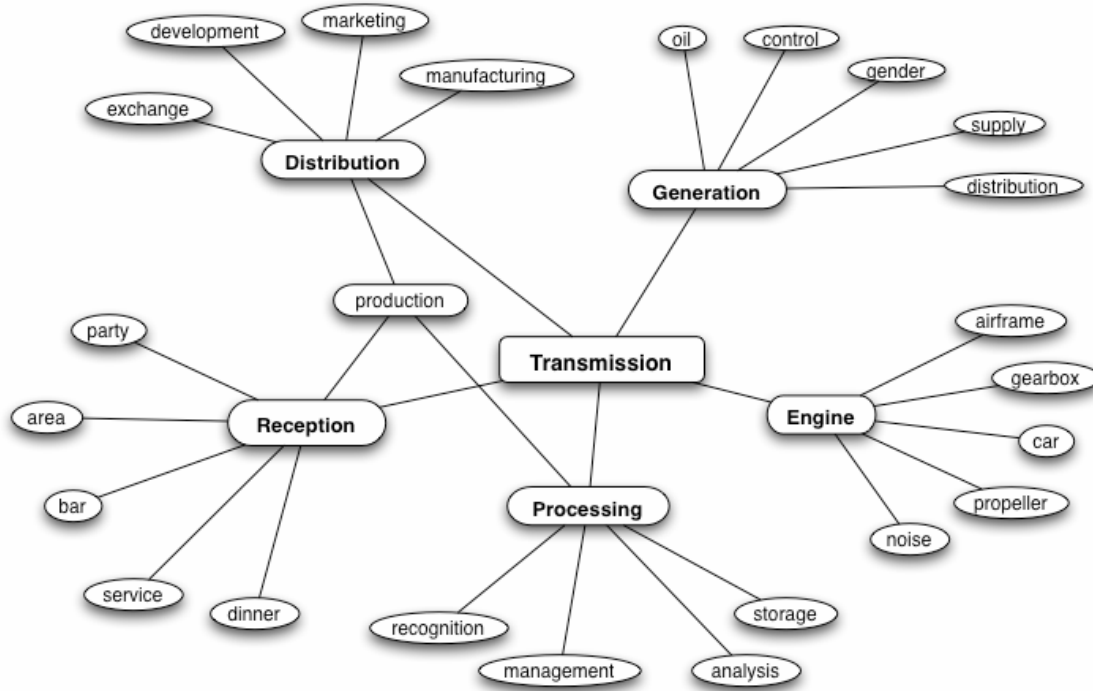 marketing
development
oil
control
gender
manufacturing
exchange
supply
Distribution
Generation
distribution
production
airframe
party
Transmission
gearbox
area
Reception
Engine
car
bar
Processing
propeller
noise
service
dinner
storage
recognition
management
analysis